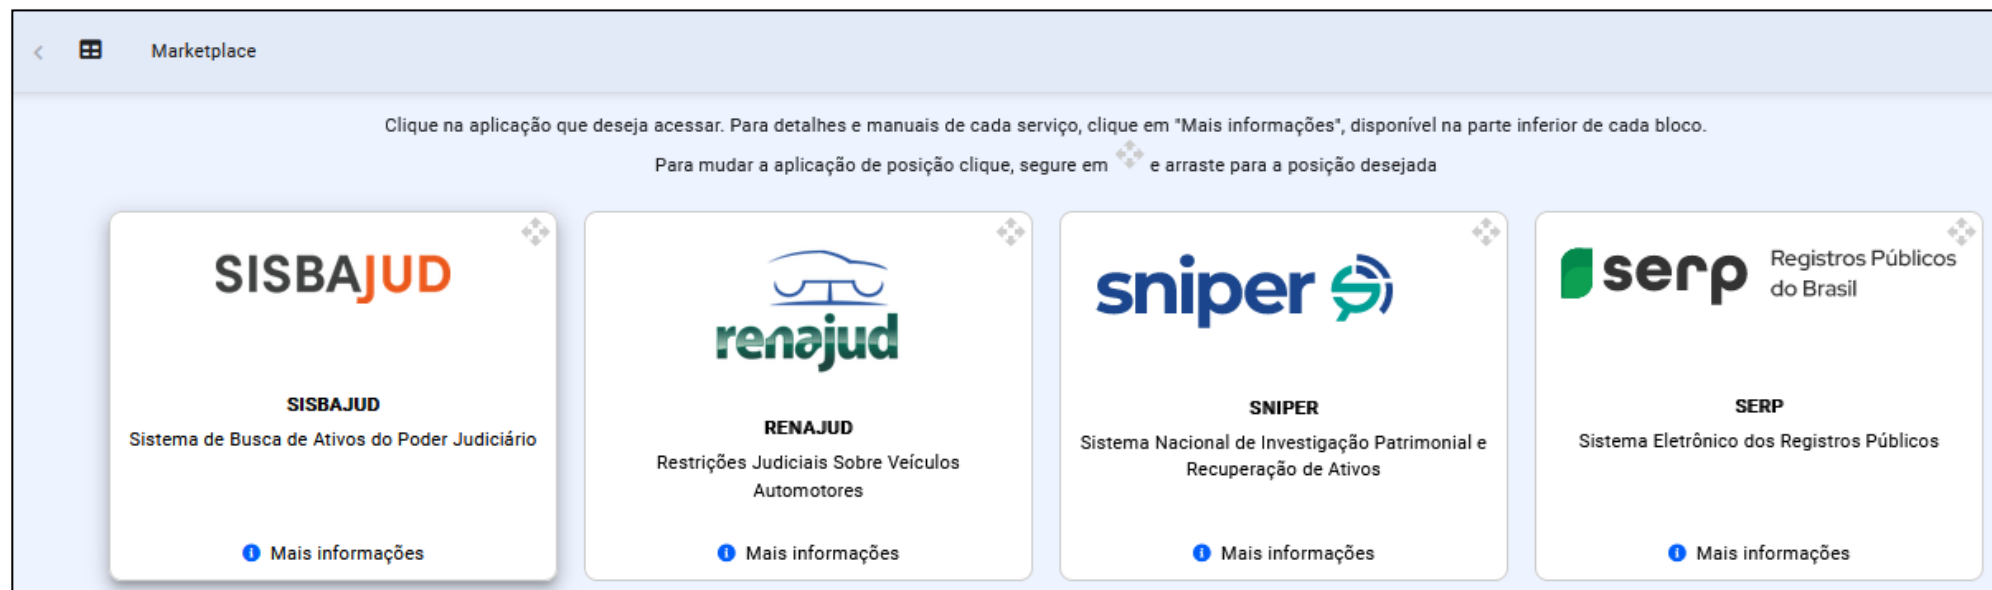 Marketplace
Clique na aplicação que deseja acessar. Para detalhes e manuais de cada serviço, clique em "Mais informações", disponível na parte inferior de cada bloco.
Para mudar a aplicação de posição clique, segure em e arraste para a posição desejada
SISBAJUD
SISBAJUD
Sistema de Busca de Ativos do Poder Judiciário
Mais informações
renajud
RENAJUD
Restrições Judiciais Sobre Veículos
Automotores
Mais informações
sniper
SNIPER
Sistema Nacional de Investigação Patrimonial e
Recuperação de Ativos
Mais informações
serp
Registros Públicos
do Brasil
SERP
Sistema Eletrônico dos Registros Públicos
Mais informações